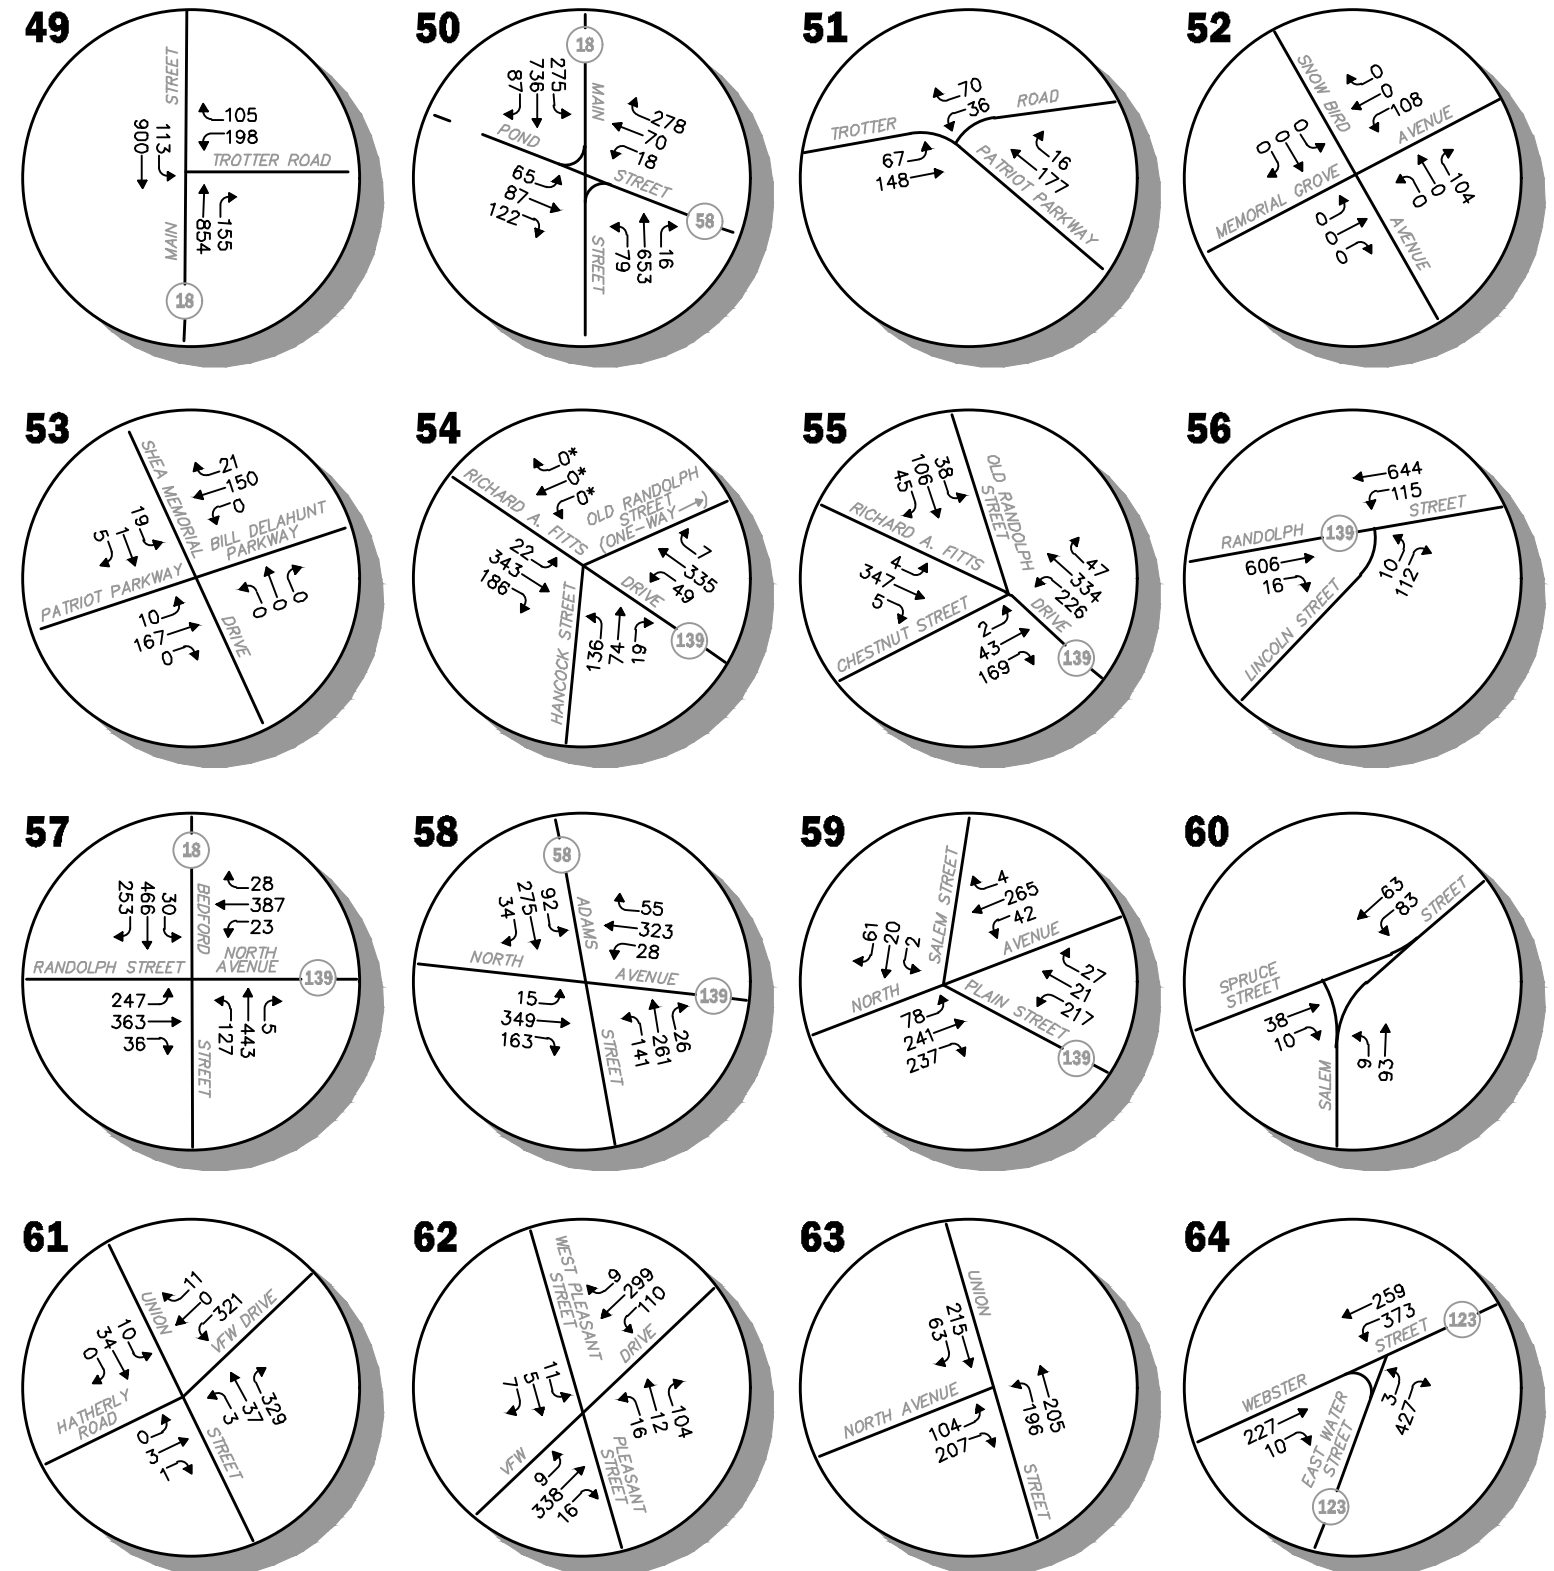 49
STREET
105
198
900
113
TROTTER ROAD
MAIN
854
155
18
50
18
87
736
275
MAIN
278
70
18
POND
65
87
122
STREET
58
STREET
79
653
16
51
70
36
ROAD
TROTTER
67
148
16
177
PATRIOT PARKWAY
52
SNOW BIRD
0
0
108
AVENUE
0
0
0
MEMORIAL GROVE
0
0
104
0
0
0
AVENUE
53
SHEA MEMORIAL
21
150
0
5
1
19
BILL DELAHUNT
PARKWAY
PATRIOT PARKWAY
10
167
0
0
0
0
DRIVE
54
0*
0*
0*
RICHARD A. FITTS
OLD RANDOLPH
STREET
(ONE-WAY )
22
343
186
7
335
49
DRIVE
HANCOCK STREET
136
74
19
139
55
45
106
38
OLD RANDOLPH
STREET
RICHARD A. FITTS
4
347
5
47
334
226
CHESTNUT STREET
DRIVE
2
43
169
139
56
644
115
STREET
RANDOLPH
139
606
16
10
112
LINCOLN STREET
57
18
253
466
30
BEDFORD
28
387
23
RANDOLPH STREET
NORTH
AVENUE
139
247
363
36
127
443
5
STREET
58
58
34
275
92
ADAMS
55
323
28
NORTH
AVENUE
139
15
349
163
STREET
141
261
26
59
SALEM STREET
4
265
42
61
20
2
AVENUE
NORTH
PLAIN STREET
27
21
217
78
241
237
139
60
63
83
STREET
SPRUCE
STREET
38
10
9
93
SALEM
61
UNION
11
0
321
VFW DRIVE
0
34
10
HATHERLY
ROAD
0
3
1
3
37
329
STREET
62
WEST PLEASANT
STREET
9
299
110
DRIVE
7
5
11
16
12
104
VFW
9
338
16
PLEASANT
STREET
63
UNION
63
215
NORTH AVENUE
104
207
196
205
STREET
64
259
373
STREET
123
WEBSTER
227
10
EAST WATER
STREET
3
427
123